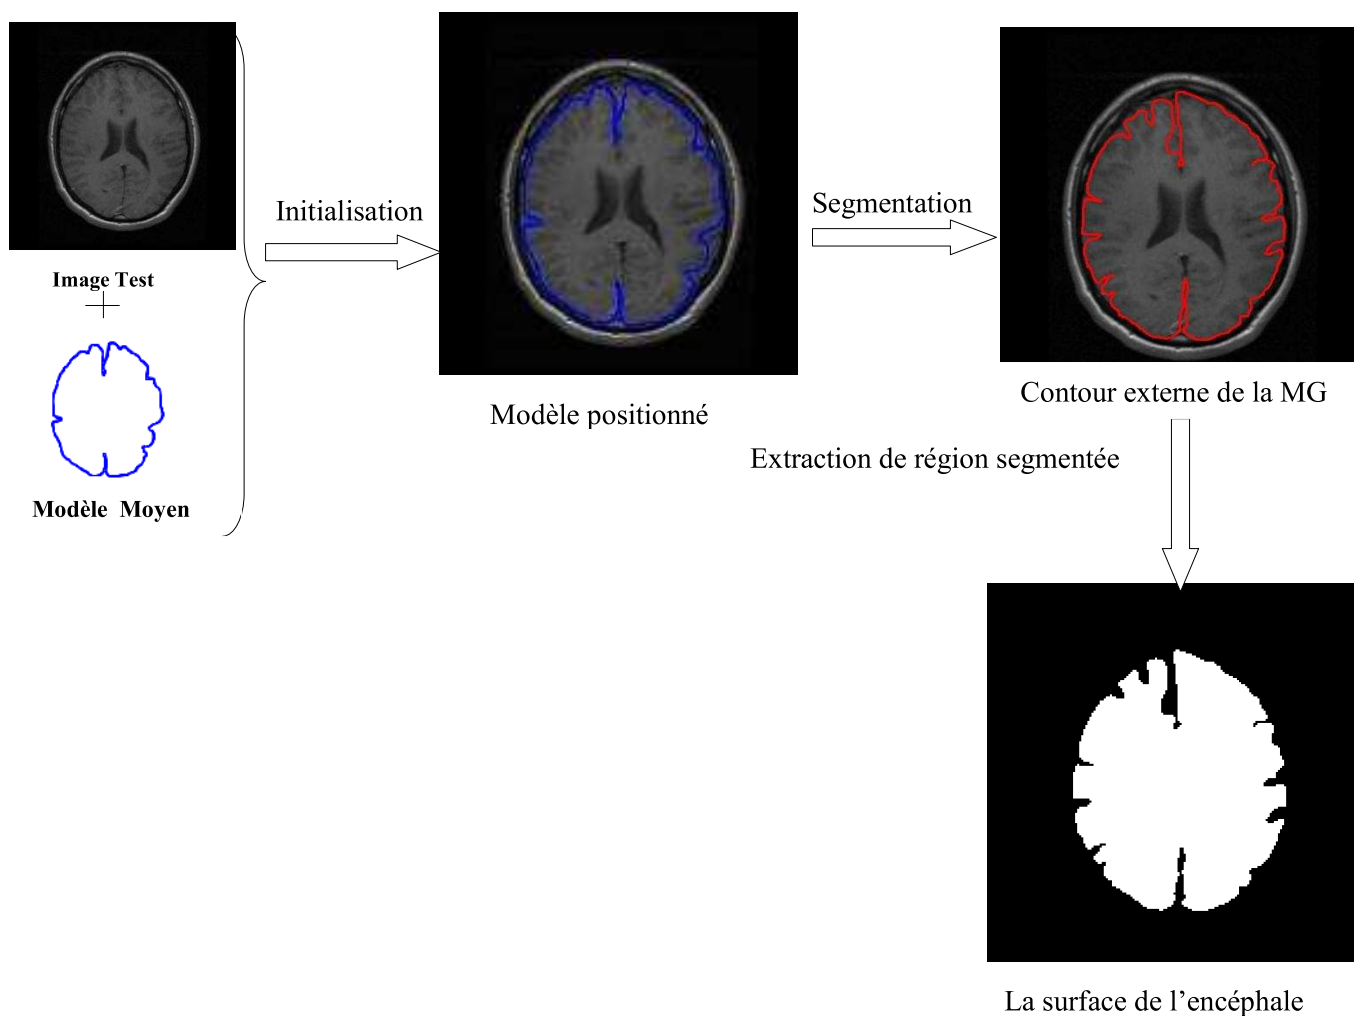 Image Test
Modèle Moyen
Initialisation
Modèle positionné
Segmentation
Contour externe de la MG
Extraction de région segmentée
La surface de l’encéphale